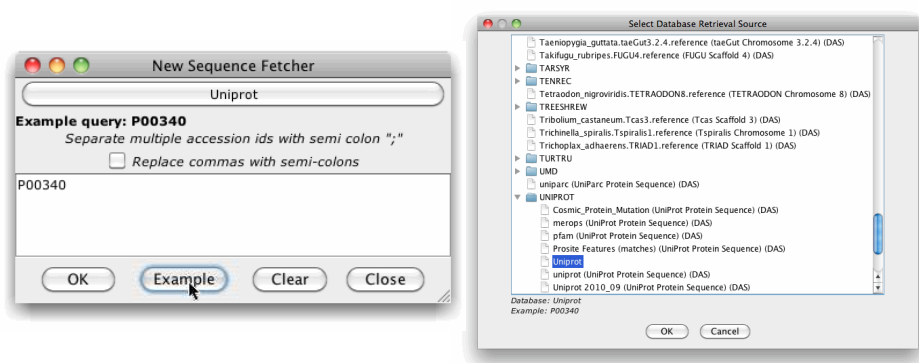 New Sequence Fetcher
Uniprot
Example query: P00340
Separate multiple accession ids with semi colon ";"
Replace commas with semi-colons
P00340
OK
Example
Clear
Close
Select Database Retrieval Source
Taeniopygia_guttata.taeGut3.2.4.reference (taeGut Chromosome 3.2.4) (DAS)
Takifugu_rubripes.FUGU4.reference (FUGU Scaffold 4) (DAS)
TARSYR
TENREC
Tetraodon_nigroviridis.TETRAODON8.reference (TETRAODON Chromosome 8) (DAS)
TREESHREW
Tribolium_castaneum.Tcas3.reference (Tcas Scaffold 3) (DAS)
Trichinella_spiralis.Tspiralis1.reference (Tspiralis Chromosome 1) (DAS)
Trichoplax_adhaerens.TRIAD1.reference (TRIAD Scaffold 1) (DAS)
TURTRU
UMD
uniparc (UniParc Protein Sequence) (DAS)
UNIPROT
Cosmic_Protein_Mutation (UniProt Protein Sequence) (DAS)
merops (UniProt Protein Sequence) (DAS)
pfam (UniProt Protein Sequence) (DAS)
Prosite Features (matches) (UniProt Protein Sequence) (DAS)
Uniprot
uniprot (UniProt Protein Sequence) (DAS)
Uniprot 2010_09 (UniProt Protein Sequence) (DAS)
Database: Uniprot
Example: P00340
OK
Cancel